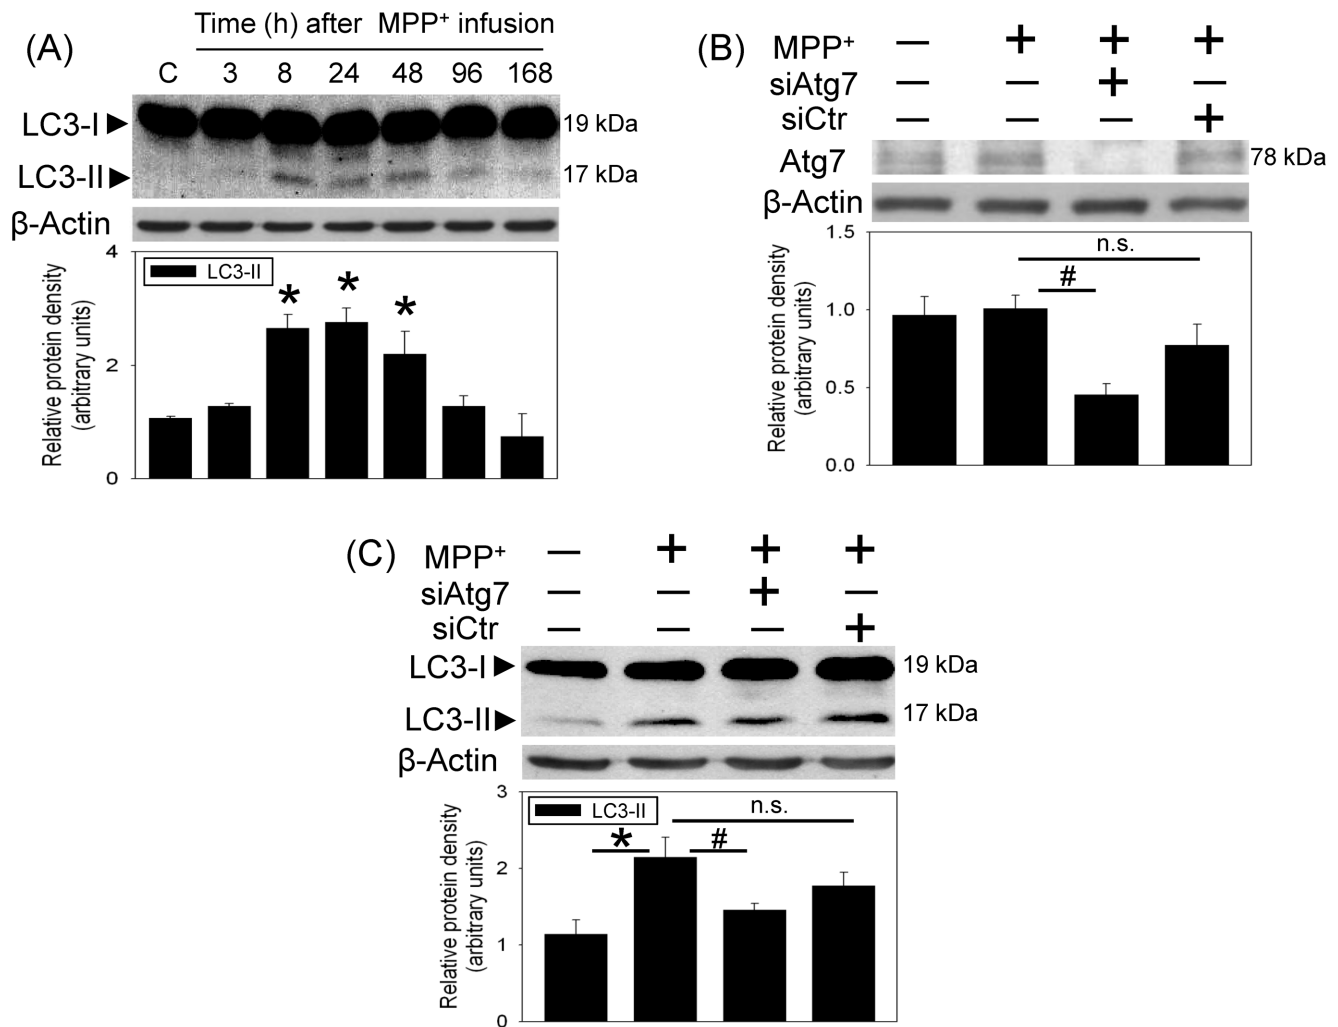 (A)
Time (h) after MPP⁺ infusion
C 3 8 24 48 96 168
LC3-I 19 kDa
LC3-II 17 kDa
β-Actin
Relative protein density
(arbitrary units)
4
2
0
LC3-II
* * *
(B)
MPP⁺ — + + +
siAtg7 — — + —
siCtr — — — +
Atg7 78 kDa
β-Actin
Relative protein density
(arbitrary units)
1.5
1.0
0.5
0.0
n.s.
#
(C)
MPP⁺ — + + +
siAtg7 — — + —
siCtr — — — +
LC3-I 19 kDa
LC3-II 17 kDa
β-Actin
Relative protein density
(arbitrary units)
3
2
1
0
LC3-II
n.s.
* #